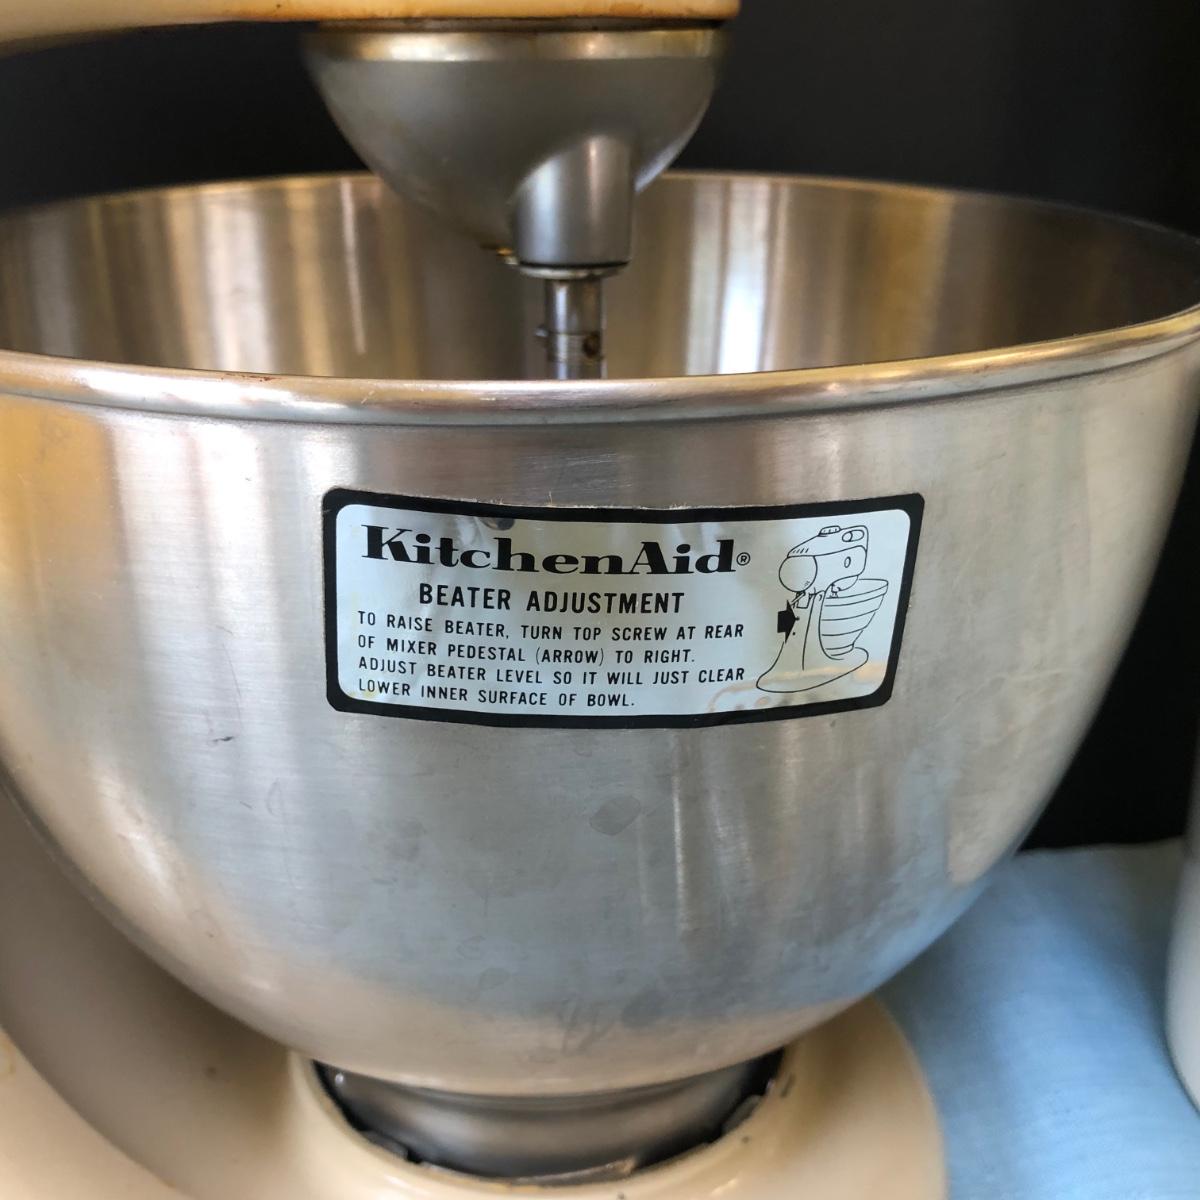 KitchenAid®
BEATER ADJUSTMENT
TO RAISE BEATER, TURN TOP SCREW AT REAR
OF MIXER PEDESTAL (ARROW) TO RIGHT.
ADJUST BEATER LEVEL SO IT WILL JUST CLEAR
LOWER INNER SURFACE OF BOWL.